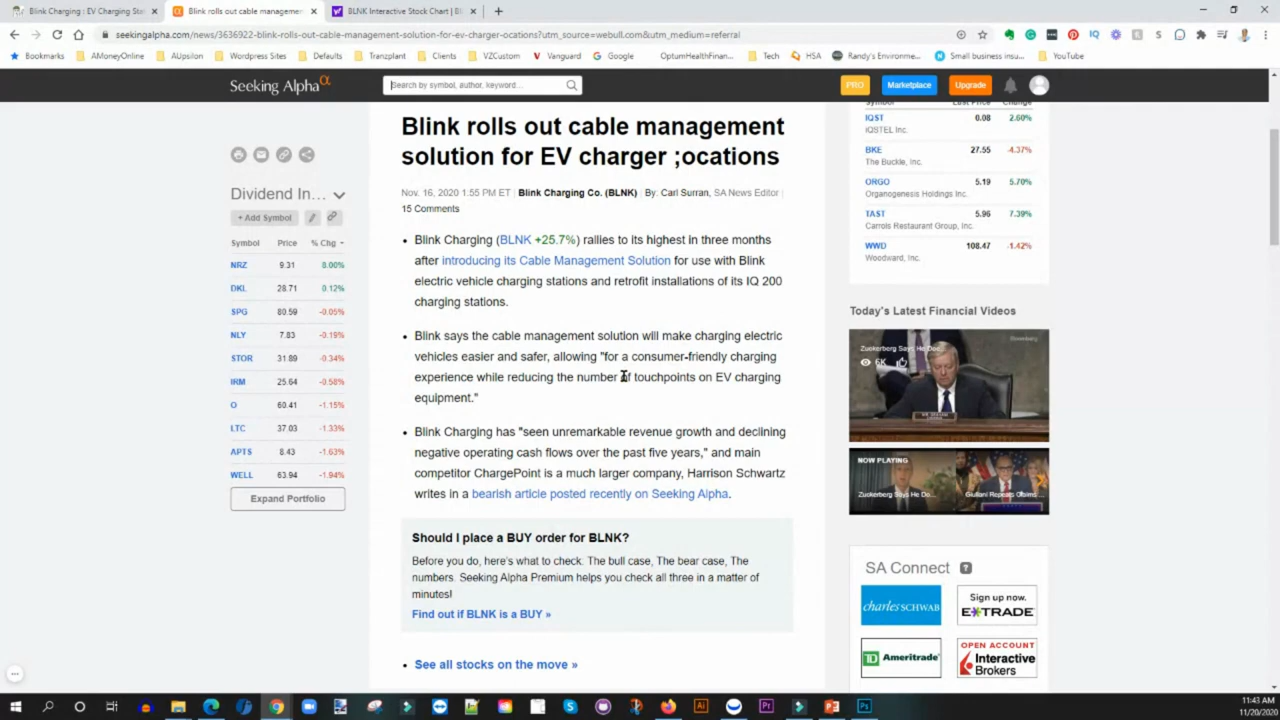 Blink Charging : EV Charging Sta
Blink rolls out cable managemen
BLNK Interactive Stock Chart | Bl
seekingalpha.com/news/3636922-blink-rolls-out-cable-management-solution-for-ev-charger-ocations?utm_source=webull.com&utm_medium=referral
Bookmarks
AMoneyOnline
AUpsilon
Wordpress Sites
Defaults
Transplant
Clients
VZCustom
Vanguard
Google
OptumHealthFinan...
Tech
HSA
Randy's Environme...
Small business insu...
YouTube
Seeking Alpha α
Search by symbol, author, keyword...
PRO
Marketplace
Upgrade
Dividend In...
+ Add Symbol
Symbol Price % Chg
NRZ 9.31 8.00%
DKL 28.71 0.12%
SPG 80.59 -0.05%
NLY 7.83 -0.19%
STOR 31.89 -0.34%
IRM 25.64 -0.58%
O 60.41 -1.15%
LTC 37.03 -1.33%
APTS 8.43 -1.63%
WELL 63.94 -1.94%
Expand Portfolio
Blink rolls out cable management
solution for EV charger ;ocations
Nov. 16, 2020 1:55 PM ET | Blink Charging Co. (BLNK) | By: Carl Surran, SA News Editor |
15 Comments
• Blink Charging (BLNK +25.7%) rallies to its highest in three months
after introducing its Cable Management Solution for use with Blink
electric vehicle charging stations and retrofit installations of its IQ 200
charging stations.
• Blink says the cable management solution will make charging electric
vehicles easier and safer, allowing "for a consumer-friendly charging
experience while reducing the number of touchpoints on EV charging
equipment."
• Blink Charging has "seen unremarkable revenue growth and declining
negative operating cash flows over the past five years," and main
competitor ChargePoint is a much larger company, Harrison Schwartz
writes in a bearish article posted recently on Seeking Alpha.
Should I place a BUY order for BLNK?
Before you do, here's what to check. The bull case, The bear case, The
numbers. Seeking Alpha Premium helps you check all three in a matter of
minutes!
Find out if BLNK is a BUY »
• See all stocks on the move »
Symbol Last Price Change
IQST 0.08 2.60%
iQSTEL Inc.
BKE 27.55 -4.37%
The Buckle, Inc.
ORGO 5.19 5.70%
Organogenesis Holdings Inc.
TAST 5.96 7.39%
Carrols Restaurant Group, Inc.
WWD 108.47 -1.42%
Woodward, Inc.
Today's Latest Financial Videos
Zuckerberg Says He Doe...
Bloomberg
6K
NOW PLAYING
Zuckerberg Says He Do...
Giuliani Repeats Claims ...
SA Connect ?
charles SCHWAB
Sign up now.
E*TRADE
TD Ameritrade
OPEN ACCOUNT
Interactive
Brokers
11:43 AM
11/20/2020